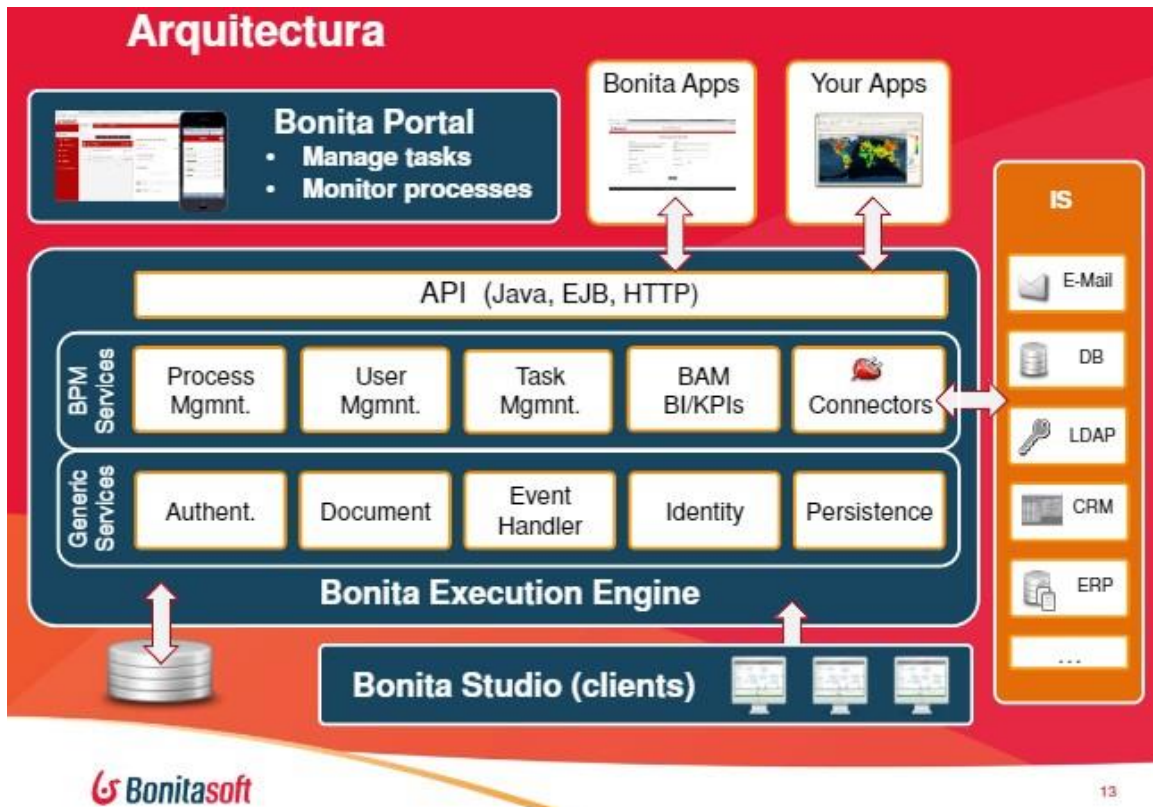 Arquitectura
Bonita Portal
• Manage tasks
• Monitor processes
Bonita Apps
Your Apps
IS
E-Mail
DB
LDAP
CRM
ERP
...
API (Java, EJB, HTTP)
BPM
Services
Process
Mgmnt.
User
Mgmnt.
Task
Mgmnt.
BAM
BI/KPIs
Connectors
Generic
Services
Authent.
Document
Event
Handler
Identity
Persistence
Bonita Execution Engine
Bonita Studio (clients)
Bonitasoft
13